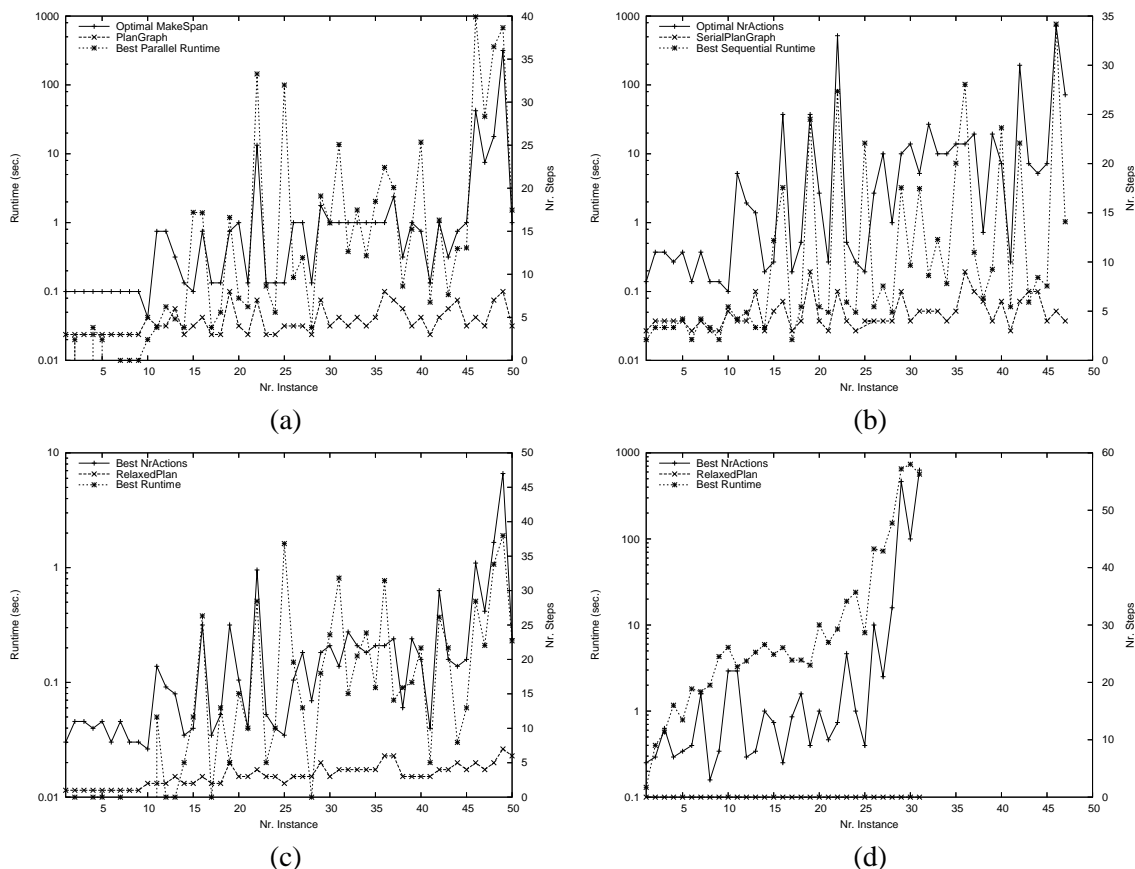 Optimal MakeSpan
PlanGraph
Best Parallel Runtime
1000
100
10
1
0.1
0.01
40
35
30
25
20
15
10
5
0
5 10 15 20 25 30 35 40 45 50
Runtime (sec.)
Nr. Steps
Nr. Instance
(a)
Optimal NrActions
SerialPlanGraph
Best Sequential Runtime
1000
100
10
1
0.1
0.01
35
30
25
20
15
10
5
0
5 10 15 20 25 30 35 40 45 50
Runtime (sec.)
Nr. Steps
Nr. Instance
(b)
Best NrActions
RelaxedPlan
Best Runtime
10
1
0.1
0.01
50
45
40
35
30
25
20
15
10
5
0
5 10 15 20 25 30 35 40 45 50
Runtime (sec.)
Nr. Steps
Nr. Instance
(c)
Best NrActions
RelaxedPlan
Best Runtime
1000
100
10
1
0.1
60
50
40
30
20
10
0
5 10 15 20 25 30 35 40 45 50
Runtime (sec.)
Nr. Steps
Nr. Instance
(d)